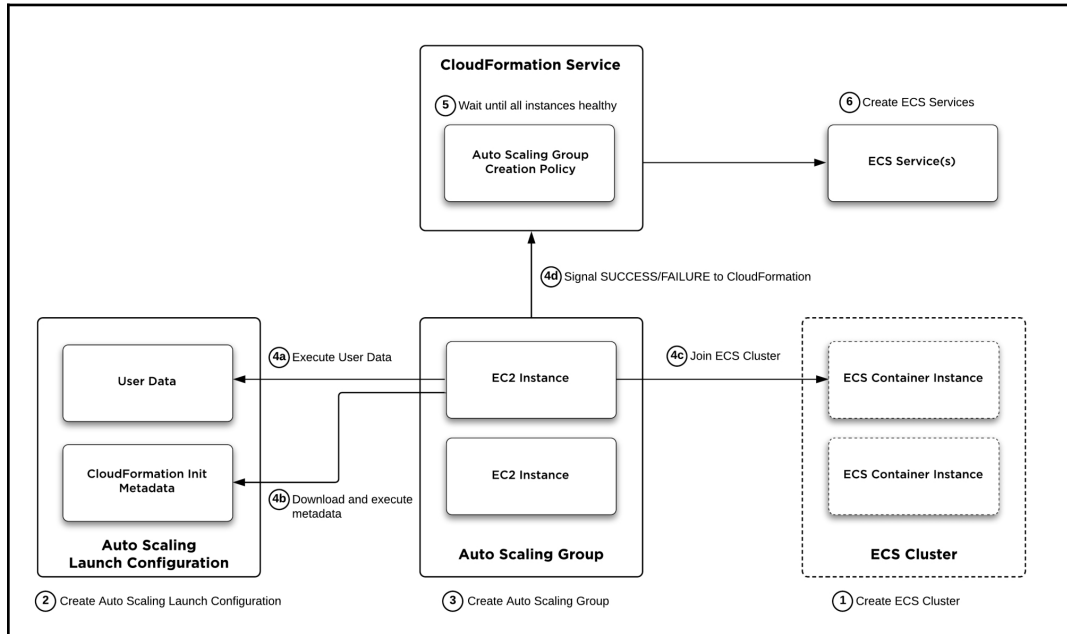 CloudFormation Service
5 Wait until all instances healthy
Auto Scaling Group
Creation Policy
6 Create ECS Services
ECS Service(s)
4d Signal SUCCESS/FAILURE to CloudFormation
User Data
4a Execute User Data
EC2 Instance
4c Join ECS Cluster
ECS Container Instance
CloudFormation Init
Metadata
4b Download and execute
metadata
EC2 Instance
ECS Container Instance
Auto Scaling
Launch Configuration
Auto Scaling Group
ECS Cluster
2 Create Auto Scaling Launch Configuration
3 Create Auto Scaling Group
1 Create ECS Cluster